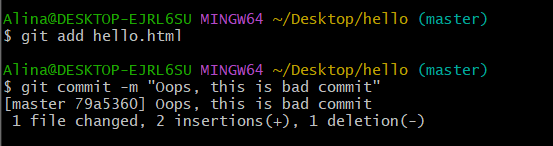 Alina@DESKTOP-EJRL6SU MINGW64 ~/Desktop/hello (master)
$ git add hello.html
Alina@DESKTOP-EJRL6SU MINGW64 ~/Desktop/hello (master)
$ git commit -m "Oops, this is bad commit"
[master 79a5360] Oops, this is bad commit
 1 file changed, 2 insertions(+), 1 deletion(-)